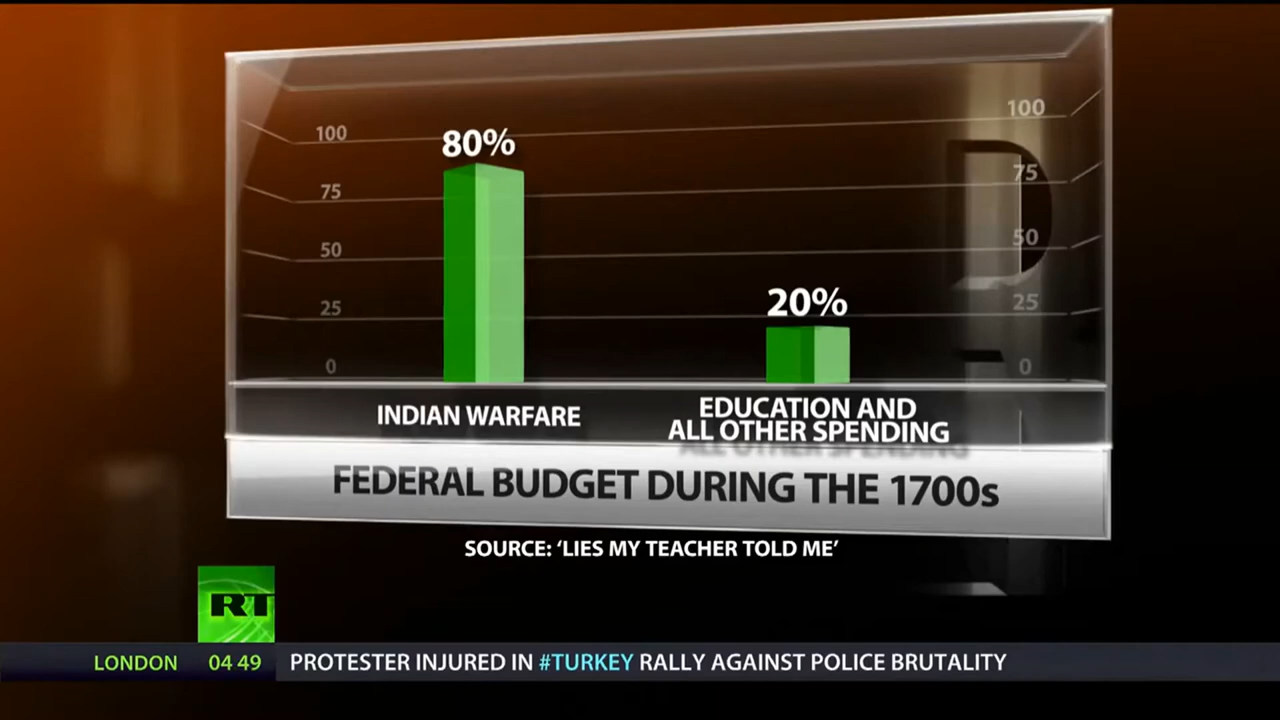 100
80%
100
75
75
50
50
20%
25
25
0
0
INDIAN WARFARE
EDUCATION AND
ALL OTHER SPENDING
FEDERAL BUDGET DURING THE 1700s
SOURCE: ‘LIES MY TEACHER TOLD ME’
RT
LONDON 04 49 PROTESTER INJURED IN #TURKEY RALLY AGAINST POLICE BRUTALITY